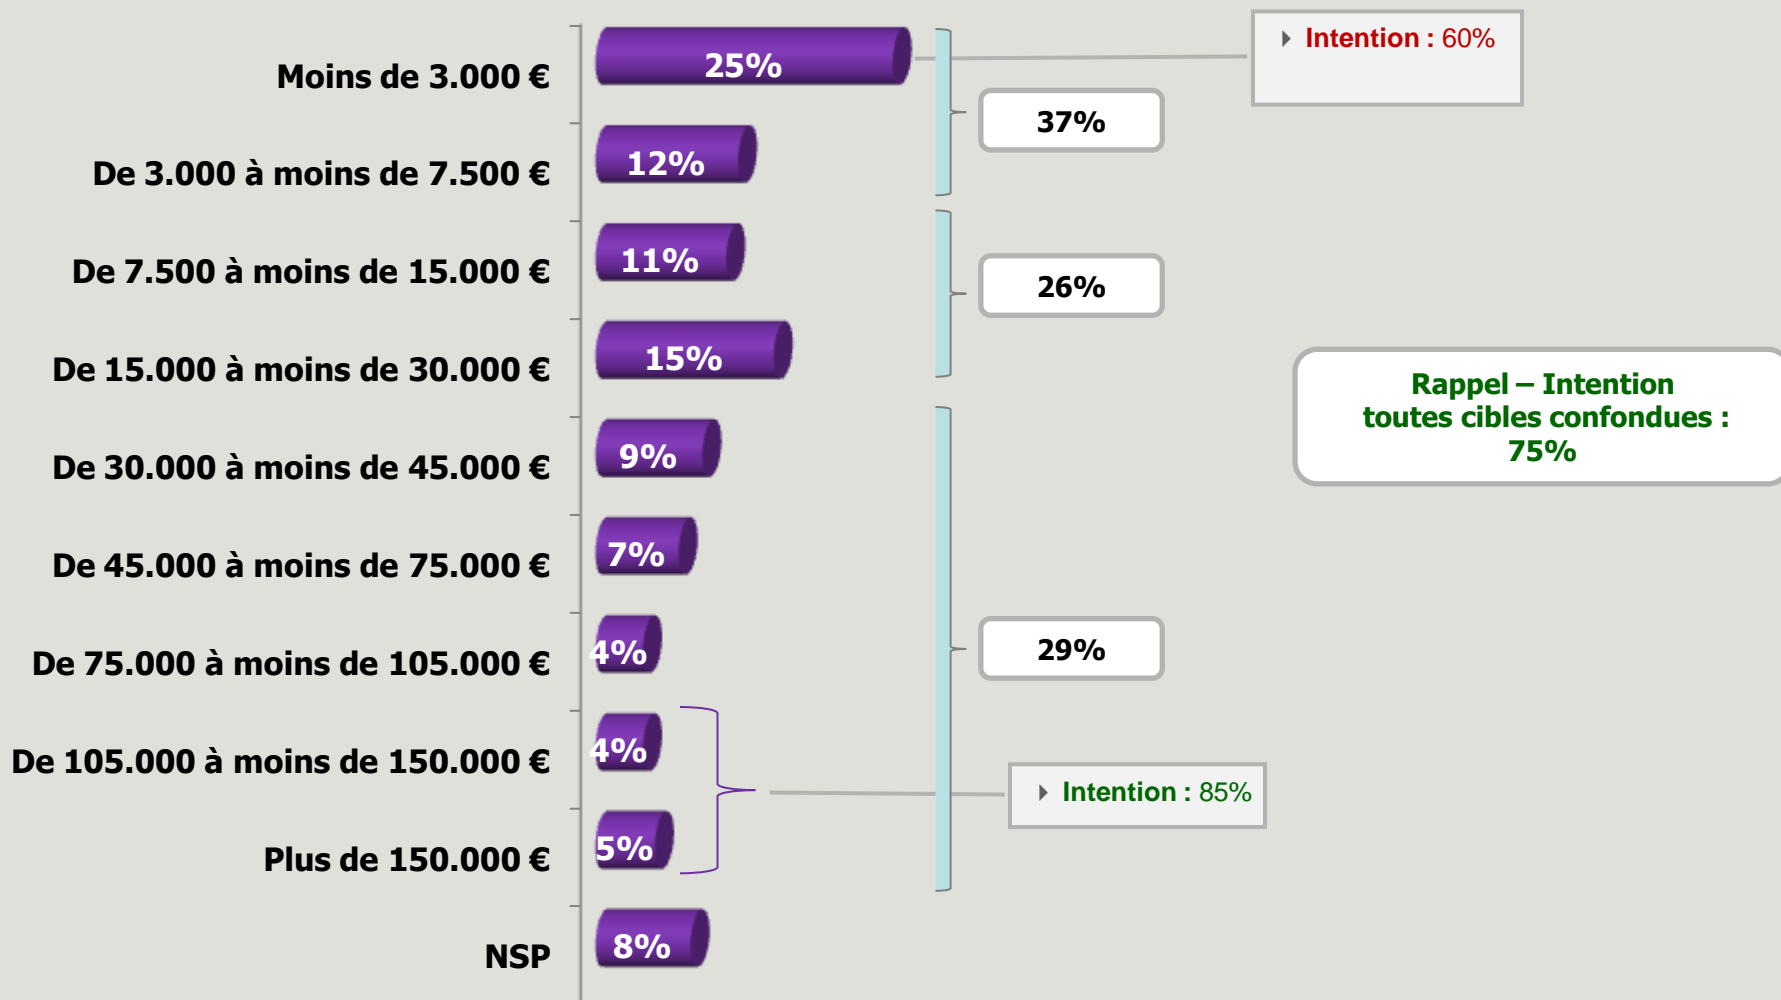 Moins de 3.000 €
25%
Intention : 60%
37%
De 3.000 à moins de 7.500 €
12%
De 7.500 à moins de 15.000 €
11%
26%
De 15.000 à moins de 30.000 €
15%
Rappel – Intention
toutes cibles confondues :
75%
De 30.000 à moins de 45.000 €
9%
De 45.000 à moins de 75.000 €
7%
De 75.000 à moins de 105.000 €
4%
29%
De 105.000 à moins de 150.000 €
4%
Intention : 85%
Plus de 150.000 €
5%
NSP
8%